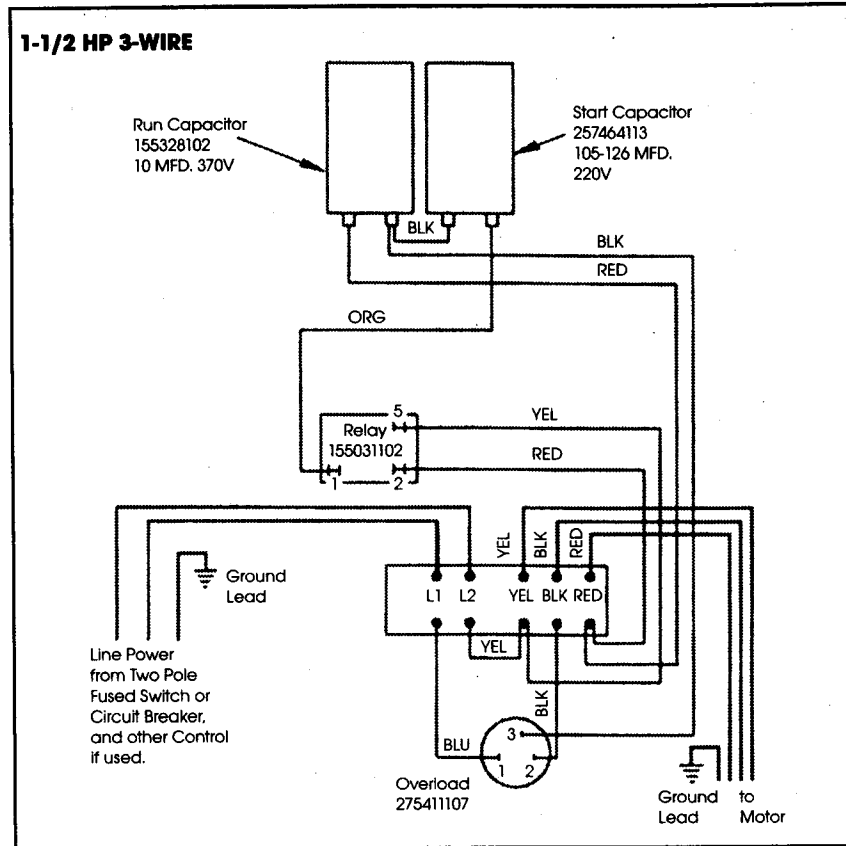 1-1/2 HP 3-WIRE
Run Capacitor
155328102
10 MFD. 370V
Start Capacitor
257464113
105-126 MFD.
220V
BLK
BLK
RED
ORG
5
YEL
Relay
155031102
RED
1
2
YEL
BLK
RED
Ground
Lead
L1 L2 YEL BLK RED
YEL
Line Power
from Two Pole
Fused Switch or
Circuit Breaker,
and other Control
if used.
BLK
BLU
3
1 2
Overload
275411107
Ground
Lead
to
Motor